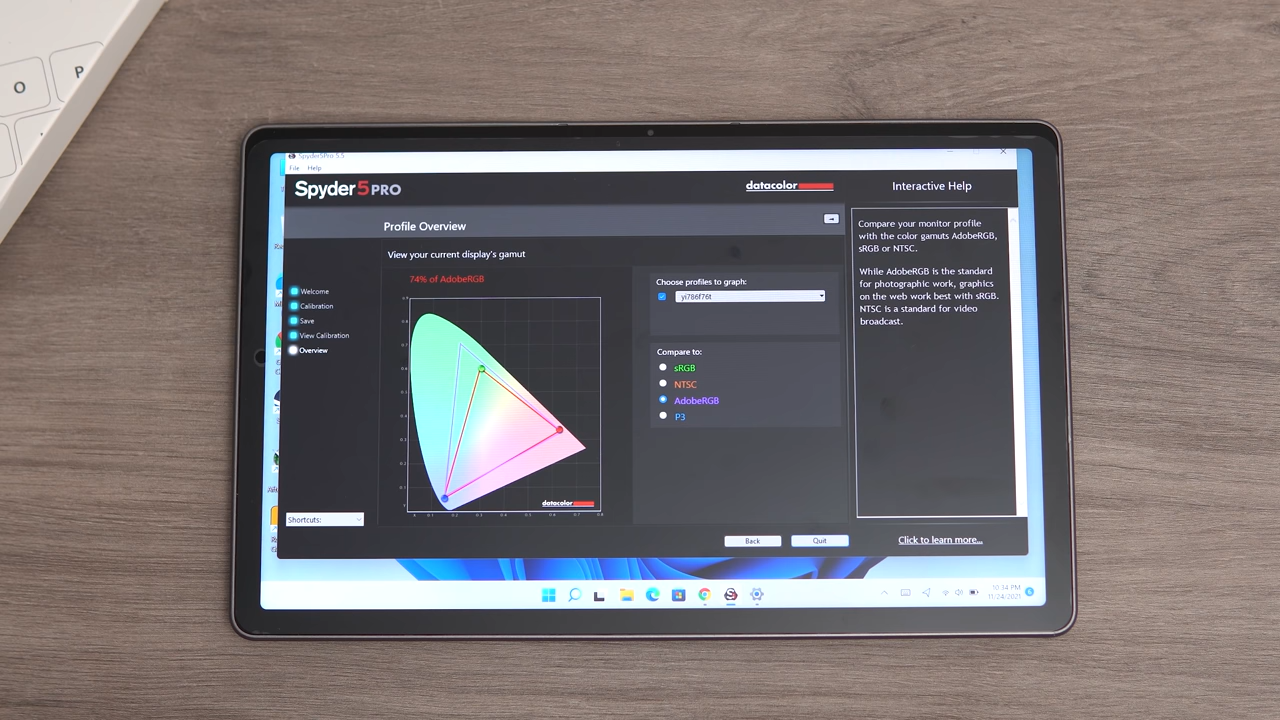 O
P
Spyder5Pro 5.5
File Help
Spyder5PRO
datacolor
Interactive Help
Profile Overview
View your current display's gamut
74% of AdobeRGB
Welcome
Calibration
Save
View Calibration
Overview
Shortcuts:
datacolor
Choose profiles to graph:
yi786f76t
Compare to:
sRGB
NTSC
AdobeRGB
P3
Back
Quit
Compare your monitor profile
with the color gamuts AdobeRGB,
sRGB or NTSC.
While AdobeRGB is the standard
for photographic work, graphics
on the web work best with sRGB.
NTSC is a standard for video
broadcast.
Click to learn more...
10:34 PM
11/24/2021